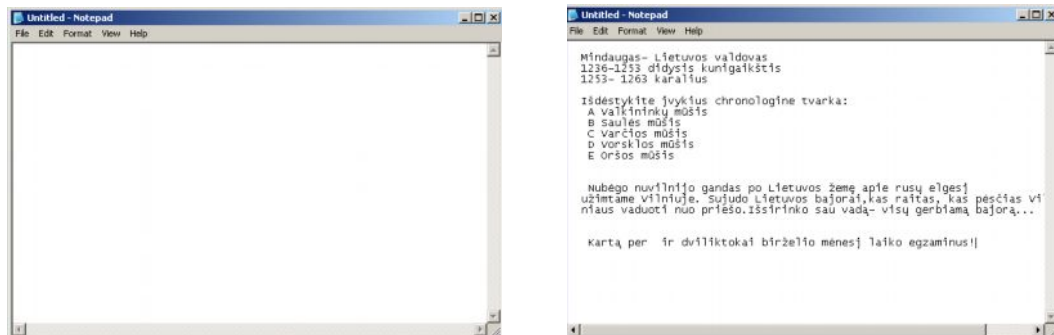 Untitled - Notepad
File Edit Format View Help
Untitled - Notepad
File Edit Format View Help
Mindaugas- Lietuvos valdovas
1236-1253 didysis kunigaikštis
1253- 1263 karalius
Išdėstykite įvykius chronologine tvarka:
A Valkininkų mūšis
B Saulės mūšis
C Varčios mūšis
D Vorsklos mūšis
E Oršos mūšis
Nubėgo nuvilnijo gandas po Lietuvos žemę apie rusų elgesį
užimtame Vilniuje. Sujudo Lietuvos bajorai,kas raitas, kas pėsčias Vil
niaus vaduoti nuo priešo.Išsirinko sau vadą- visų gerbiamą bajorą...
Kartą per ir dviliktokai birželio mėnesį laiko egzaminus!